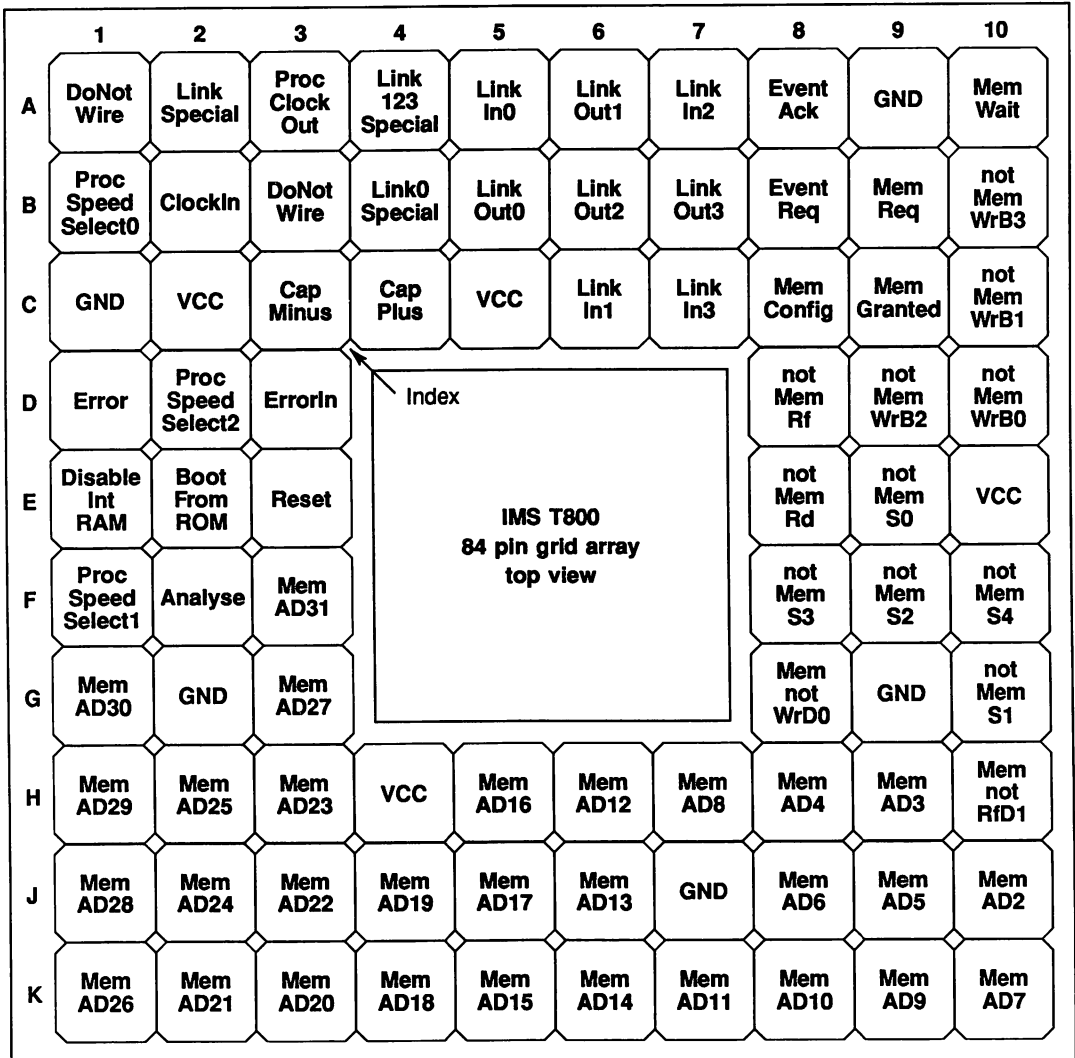 1 2 3 4 5 6 7 8 9 10
A
DoNot
Wire
Link
Special
Proc
Clock
Out
Link
123
Special
Link
In0
Link
Out1
Link
In2
Event
Ack
GND
Mem
Wait
B
Proc
Speed
Select0
ClockIn
DoNot
Wire
Link0
Special
Link
Out0
Link
Out2
Link
Out3
Event
Req
Mem
Req
not
Mem
WrB3
C
GND
VCC
Cap
Minus
Cap
Plus
VCC
Link
In1
Link
In3
Mem
Config
Mem
Granted
not
Mem
WrB1
D
Error
Proc
Speed
Select2
ErrorIn
Index
not
Mem
Rf
not
Mem
WrB2
not
Mem
WrB0
E
Disable
Int
RAM
Boot
From
ROM
Reset
IMS T800
84 pin grid array
top view
not
Mem
Rd
not
Mem
S0
VCC
F
Proc
Speed
Select1
Analyse
Mem
AD31
not
Mem
S3
not
Mem
S2
not
Mem
S4
G
Mem
AD30
GND
Mem
AD27
Mem
not
WrD0
GND
not
Mem
S1
H
Mem
AD29
Mem
AD25
Mem
AD23
VCC
Mem
AD16
Mem
AD12
Mem
AD8
Mem
AD4
Mem
AD3
Mem
not
RfD1
J
Mem
AD28
Mem
AD24
Mem
AD22
Mem
AD19
Mem
AD17
Mem
AD13
GND
Mem
AD6
Mem
AD5
Mem
AD2
K
Mem
AD26
Mem
AD21
Mem
AD20
Mem
AD18
Mem
AD15
Mem
AD14
Mem
AD11
Mem
AD10
Mem
AD9
Mem
AD7